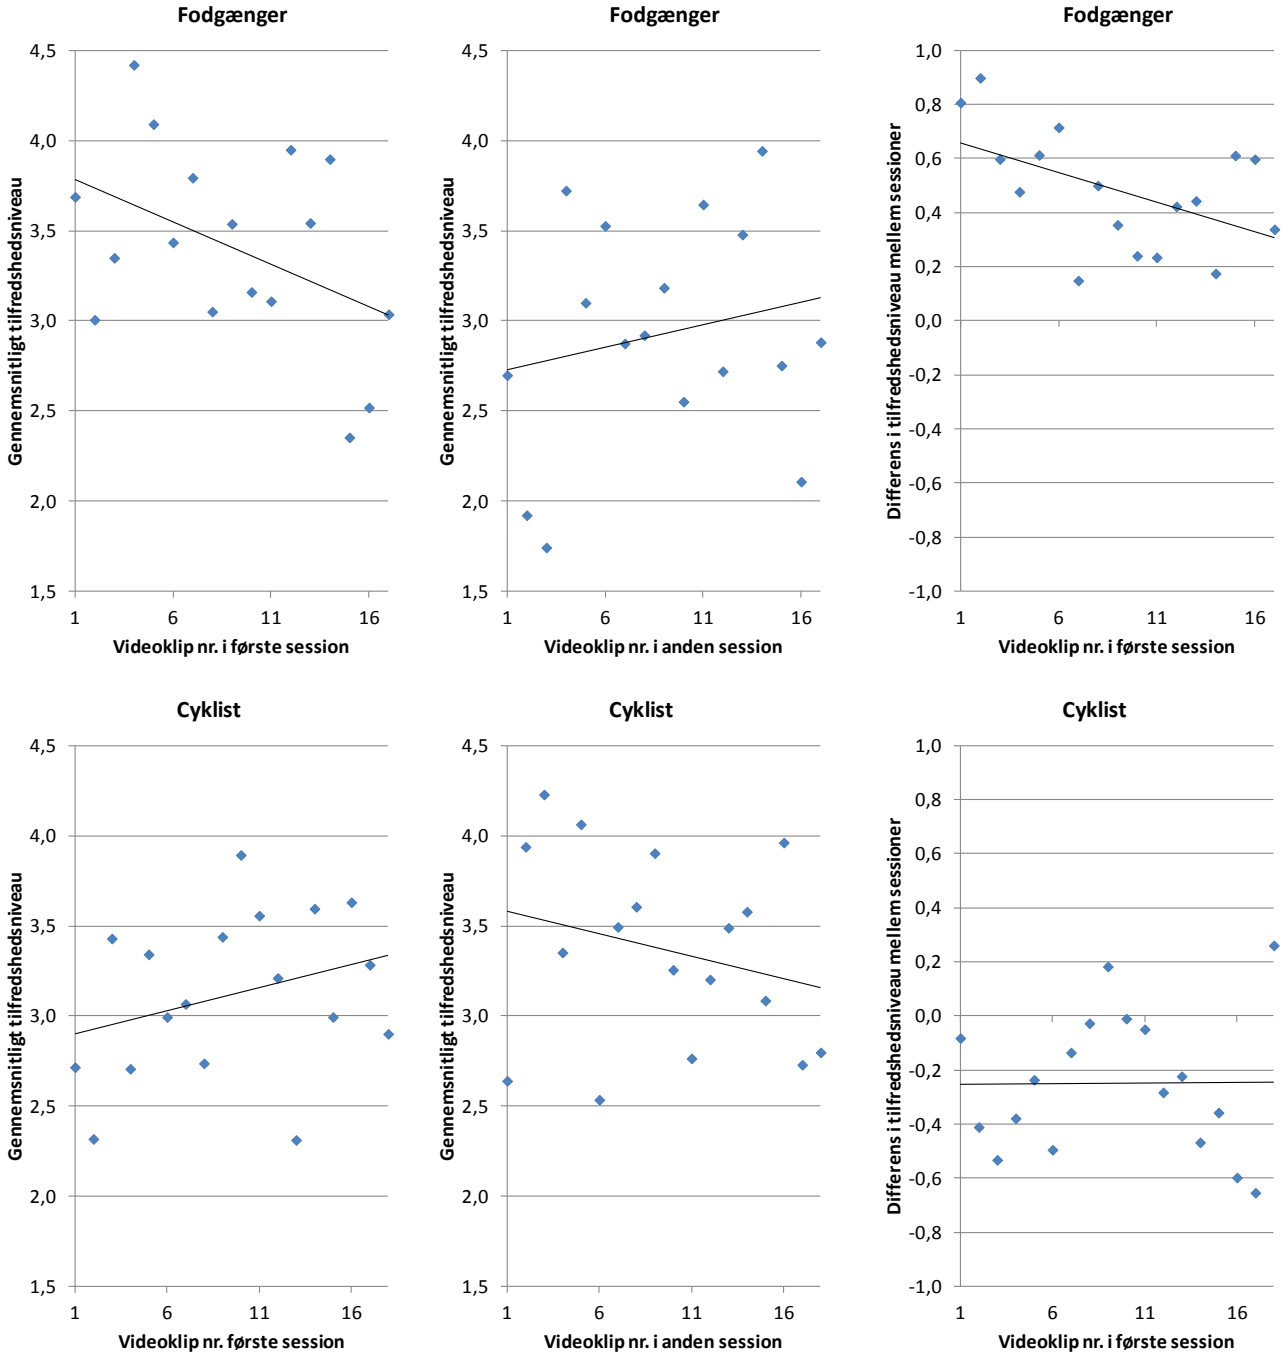 Fodgænger
Gennemsnitligt tilfredshedsniveau
4,5
4,0
3,5
3,0
2,5
2,0
1,5
1 6 11 16
Videoklip nr. i første session
Fodgænger
Gennemsnitligt tilfredshedsniveau
4,5
4,0
3,5
3,0
2,5
2,0
1,5
1 6 11 16
Videoklip nr. i anden session
Fodgænger
Differens i tilfredshedsniveau mellem sessioner
1,0
0,8
0,6
0,4
0,2
0,0
-0,2
-0,4
-0,6
-0,8
-1,0
1 6 11 16
Videoklip nr. i første session
Cyklist
Gennemsnitligt tilfredshedsniveau
4,5
4,0
3,5
3,0
2,5
2,0
1,5
1 6 11 16
Videoklip nr. første session
Cyklist
Gennemsnitligt tilfredshedsniveau
4,5
4,0
3,5
3,0
2,5
2,0
1,5
1 6 11 16
Videoklip nr. i anden session
Cyklist
Differens i tilfredshedsniveau mellem sessioner
1,0
0,8
0,6
0,4
0,2
0,0
-0,2
-0,4
-0,6
-0,8
-1,0
1 6 11 16
Videoklip nr. i første session